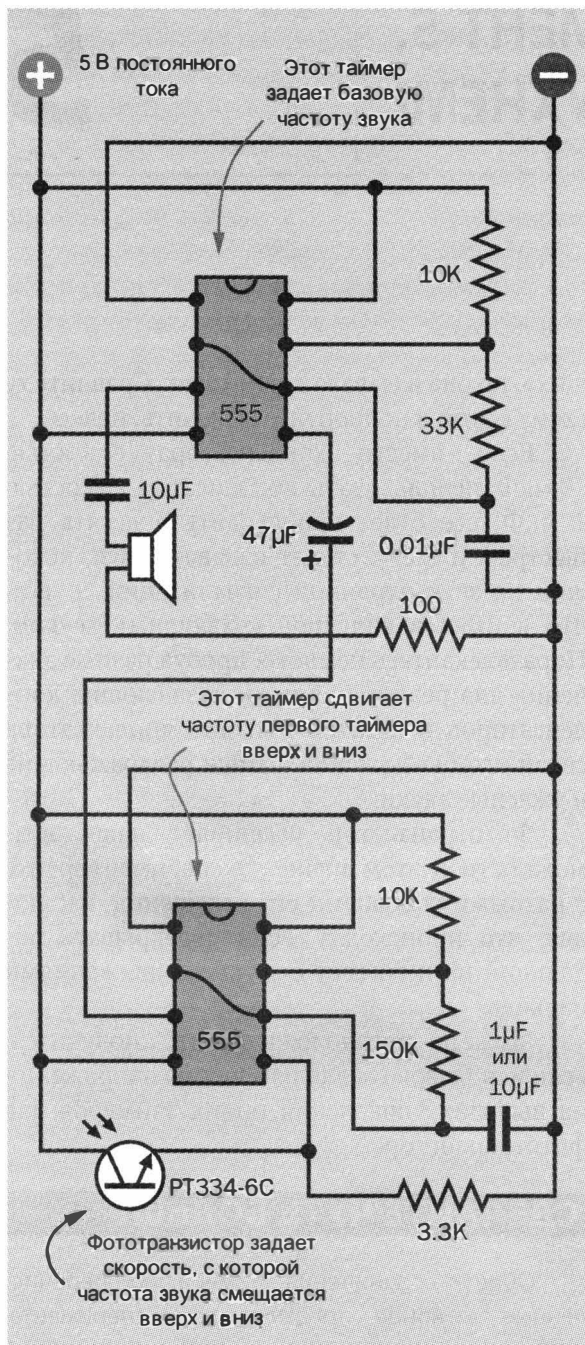 5 В постоянного
тока
Этот таймер
задает базовую
частоту звука
10K
555
33K
10µF
47µF
+
0.01µF
100
Этот таймер сдвигает
частоту первого таймера
вверх и вниз
10K
555
150K
1µF
или
10µF
PT334-6C
3.3K
Фототранзистор задает
скорость, с которой
частота звука смещается
вверх и вниз